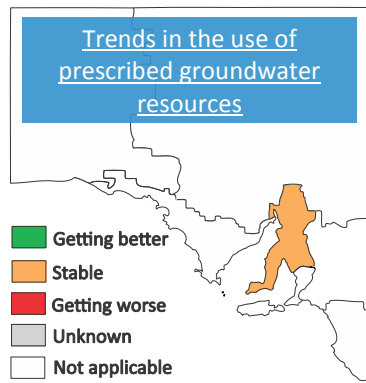 Trends in the use of
prescribed groundwater
resources
Getting better
Stable
Getting worse
Unknown
Not applicable